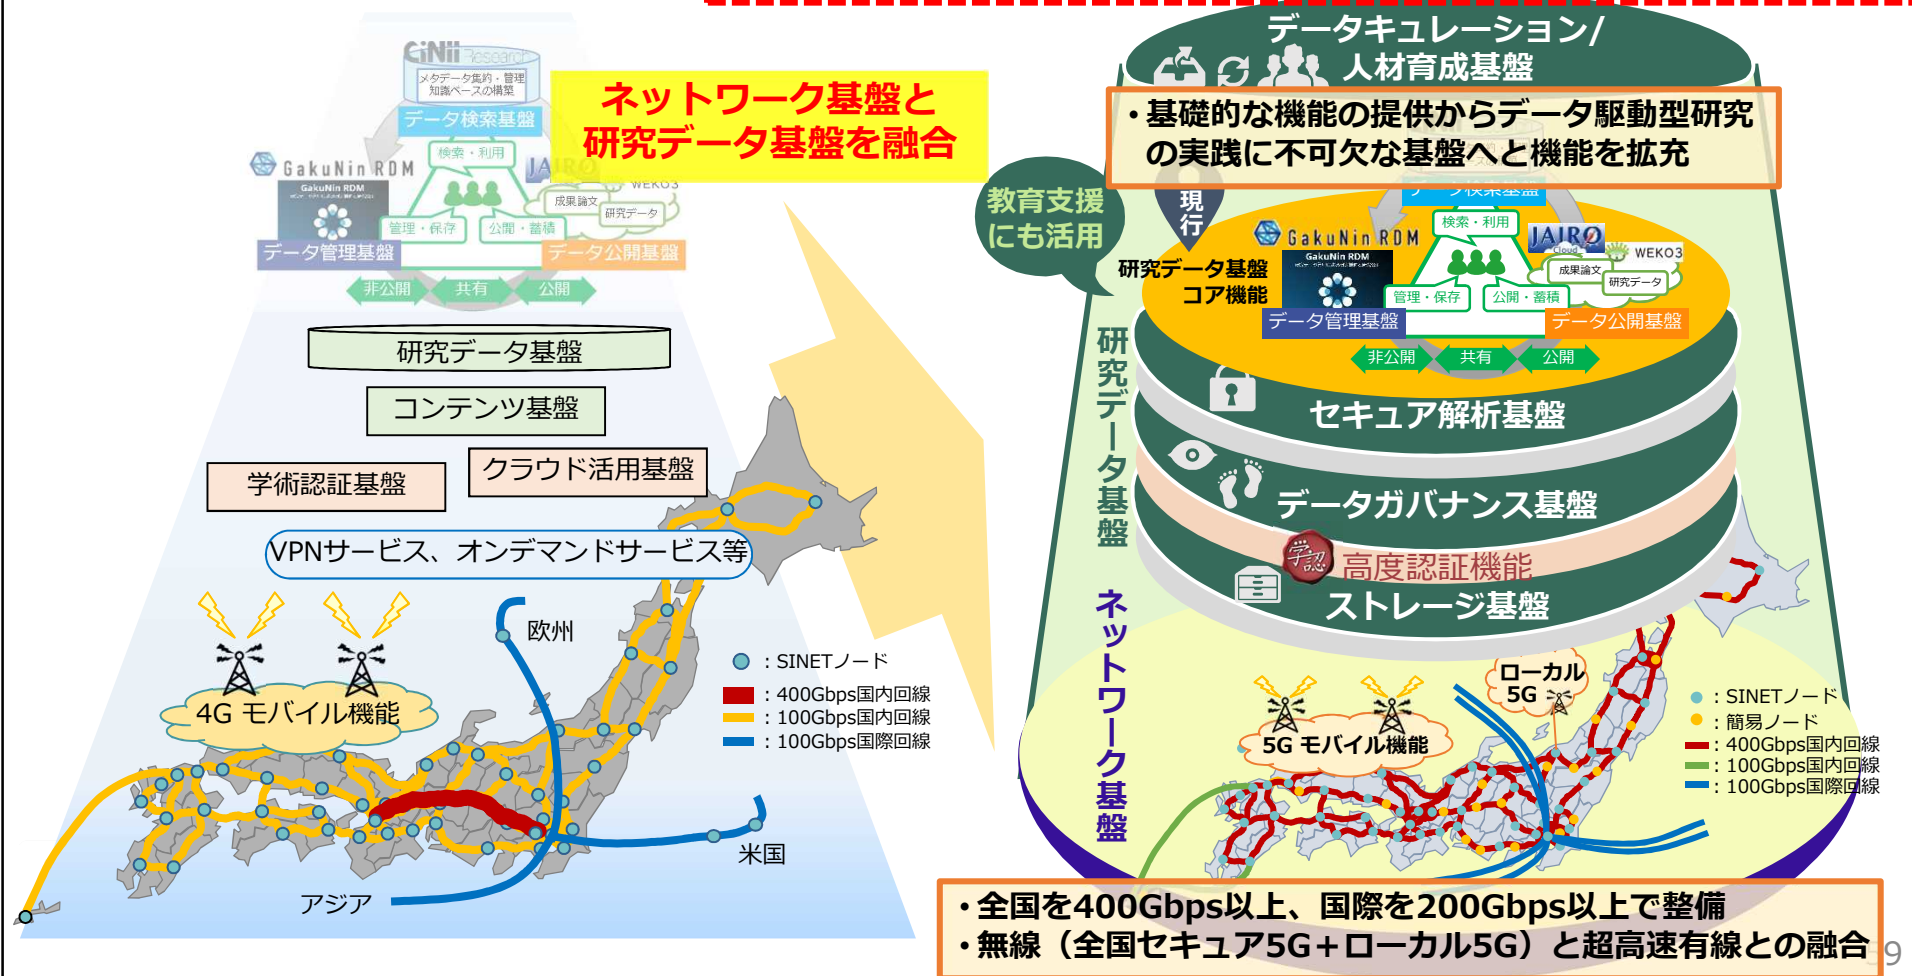 CiNii Research
メタデータ集約・管理
知識ベースの構築
データ検索基盤
検索・利用
GakuNin RDM
GakuNin RDM
JAIRO
WEKO3
成果論文
研究データ
管理・保存
公開・蓄積
データ管理基盤
データ公開基盤
非公開
共有
公開
ネットワーク基盤と
研究データ基盤を融合
研究データ基盤
コンテンツ基盤
学術認証基盤
クラウド活用基盤
VPNサービス、オンデマンドサービス等
4G モバイル機能
欧州
米国
アジア
：SINETノード
：400Gbps国内回線
：100Gbps国内回線
：100Gbps国際回線
データキュレーション/
人材育成基盤
・基礎的な機能の提供からデータ駆動型研究
の実践に不可欠な基盤へと機能を拡充
教育支援
にも活用
現行
データ検索基盤
検索・利用
GakuNin RDM
GakuNin RDM
JAIRO
Cloud
WEKO3
成果論文
研究データ
研究データ基盤
コア機能
管理・保存
公開・蓄積
データ管理基盤
データ公開基盤
非公開
共有
公開
研究データ基盤
セキュア解析基盤
データガバナンス基盤
学認
高度認証機能
ストレージ基盤
ネットワーク基盤
ローカル
5G
5G モバイル機能
：SINETノード
：簡易ノード
：400Gbps国内回線
：100Gbps国内回線
：100Gbps国際回線
・全国を400Gbps以上、国際を200Gbps以上で整備
・無線（全国セキュア5G＋ローカル5G）と超高速有線との融合
59